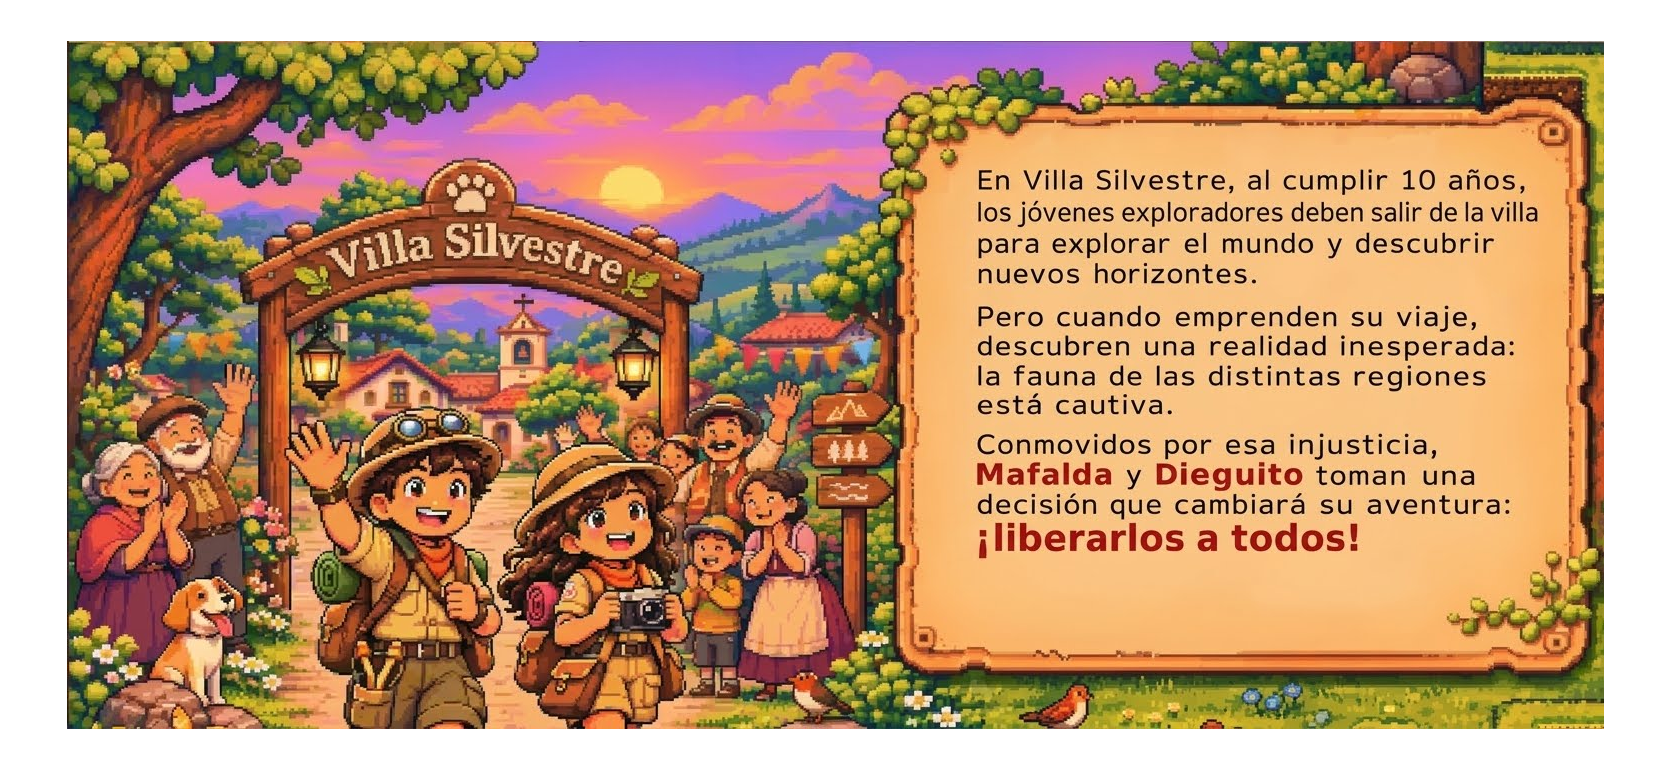 Villa Silvestre
En Villa Silvestre, al cumplir 10 años,
los jóvenes exploradores deben salir de la villa
para explorar el mundo y descubrir
nuevos horizontes.
Pero cuando emprenden su viaje,
descubren una realidad inesperada:
la fauna de las distintas regiones
está cautiva.
Conmovidos por esa injusticia,
Mafalda y Dieguito toman una
decisión que cambiará su aventura:
¡liberarlos a todos!